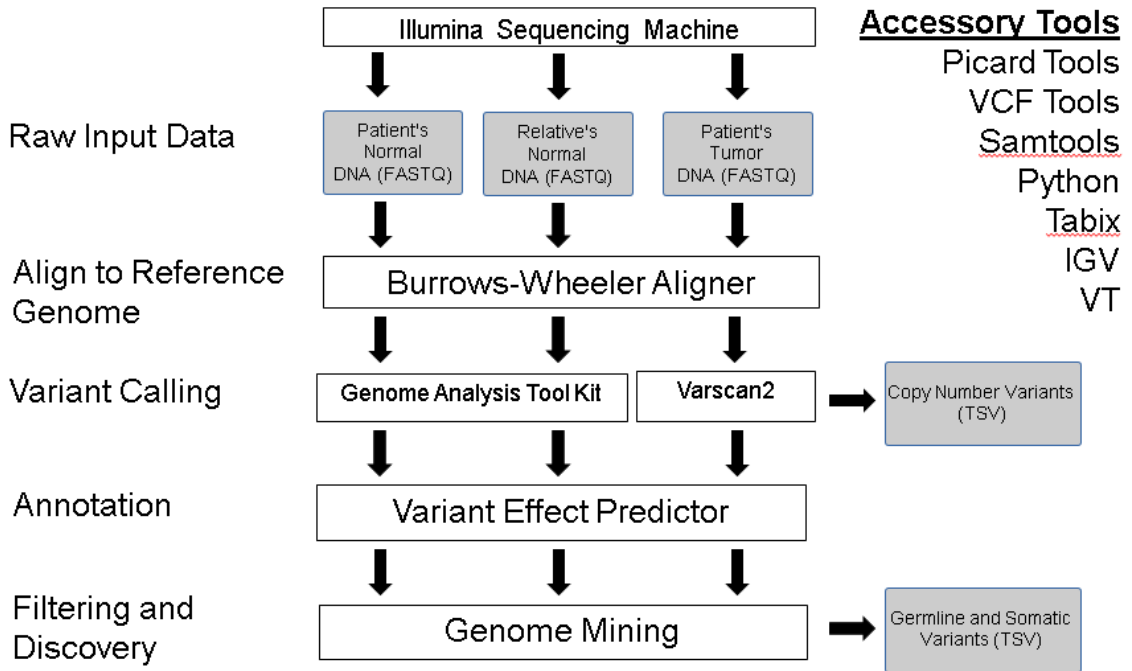 Illumina Sequencing Machine
Accessory Tools
Picard Tools
VCF Tools
Samtools
Python
Tabix
IGV
VT
Raw Input Data
Patient's
Normal
DNA (FASTQ)
Relative's
Normal
DNA (FASTQ)
Patient's
Tumor
DNA (FASTQ)
Align to Reference
Genome
Burrows-Wheeler Aligner
Variant Calling
Genome Analysis Tool Kit
Varscan2
Copy Number Variants
(TSV)
Annotation
Variant Effect Predictor
Filtering and
Discovery
Genome Mining
Germline and Somatic
Variants (TSV)